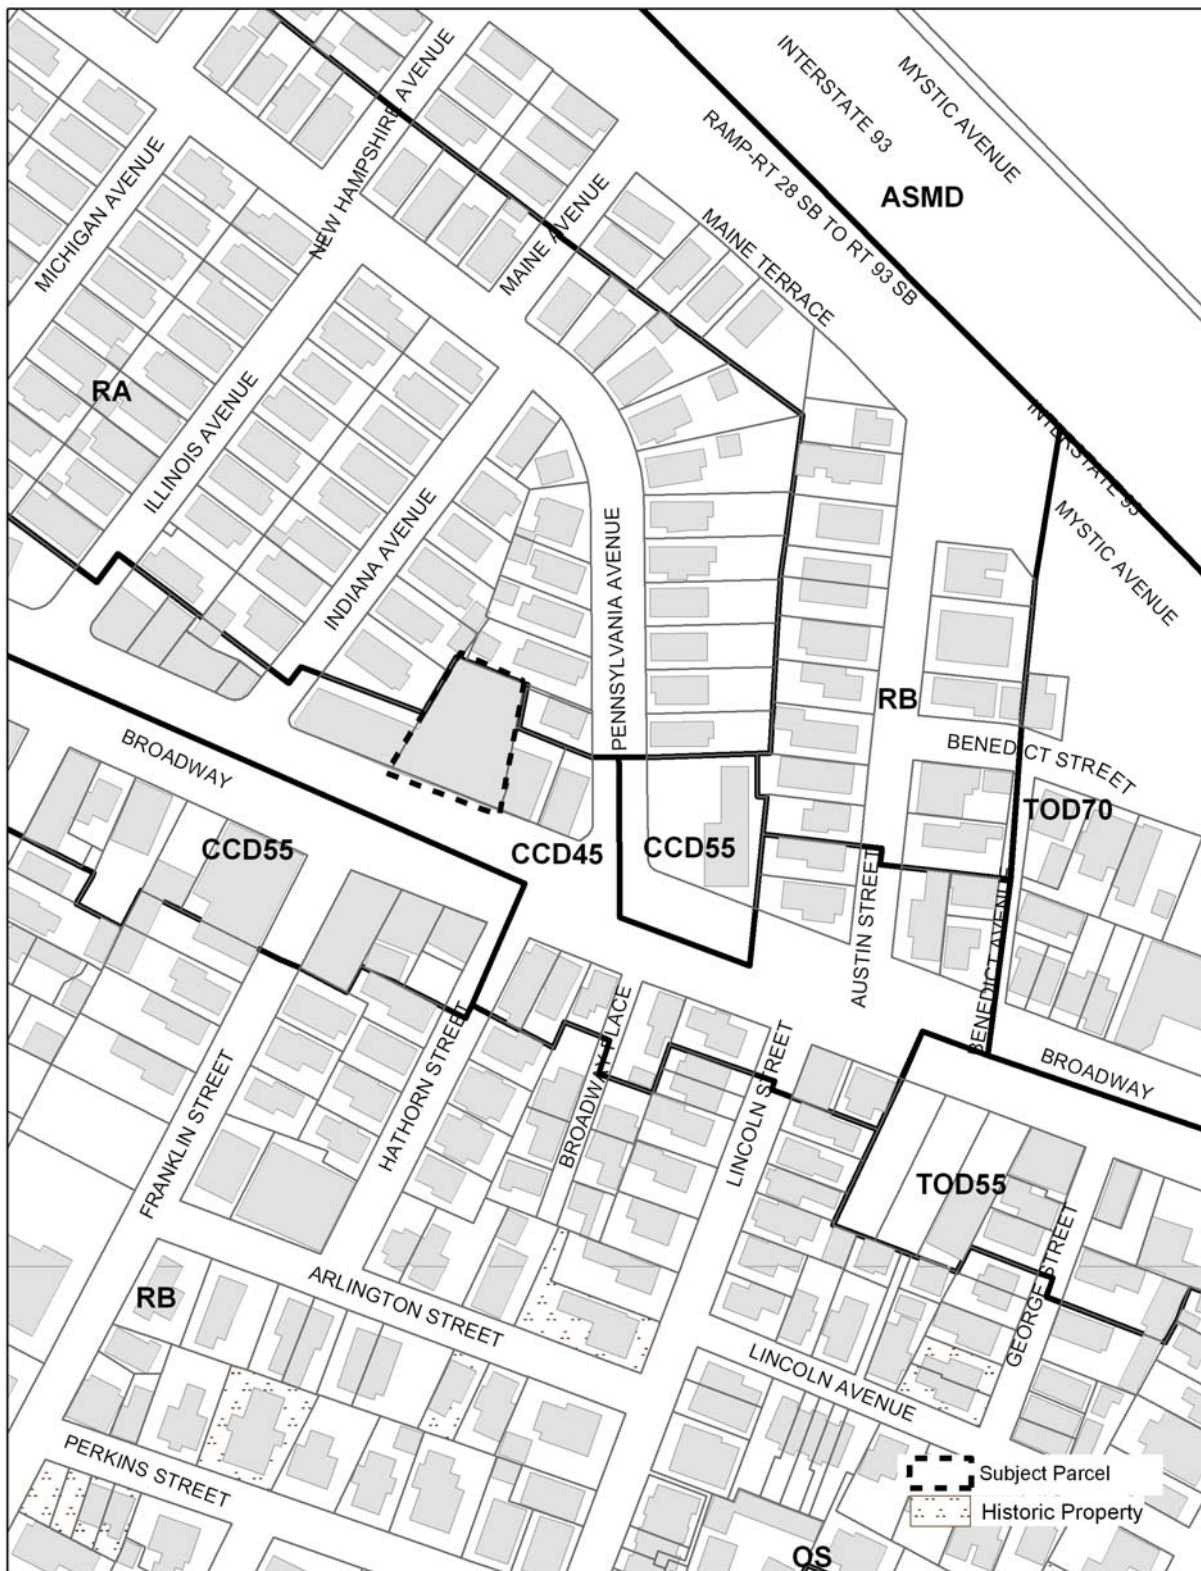 MYSTIC AVENUE
INTERSTATE 93
RAMP-RT 28 SB TO RT 93 SB
ASMD
NEW HAMPSHIRE AVENUE
MICHIGAN AVENUE
MAINE AVENUE
MAINE TERRACE
RA
ILLINOIS AVENUE
INTERSTATE 93
MYSTIC AVENUE
INDIANA AVENUE
PENNSYLVANIA AVENUE
RB
BENEDICT STREET
BROADWAY
TOD70
CCD55
CCD45
CCD55
AUSTIN STREET
BENEDICT AVENUE
BROADWAY
FRANKLIN STREET
HATHORN STREET
BROADWAY PLACE
LINCOLN STREET
TOD55
GEORGE STREET
RB
ARLINGTON STREET
LINCOLN AVENUE
PERKINS STREET
Subject Parcel
Historic Property
OS